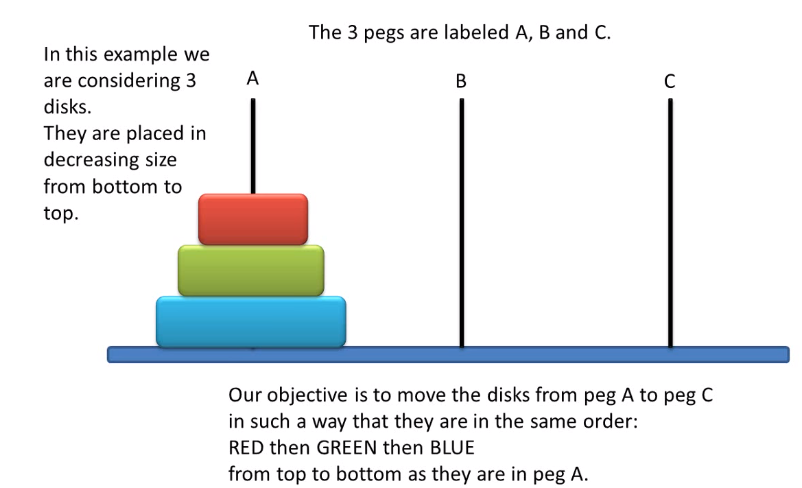 The 3 pegs are labeled A, B and C.
In this example we
are considering 3
disks.
They are placed in
decreasing size
from bottom to
top.
A
B
C
Our objective is to move the disks from peg A to peg C
in such a way that they are in the same order:
RED then GREEN then BLUE
from top to bottom as they are in peg A.